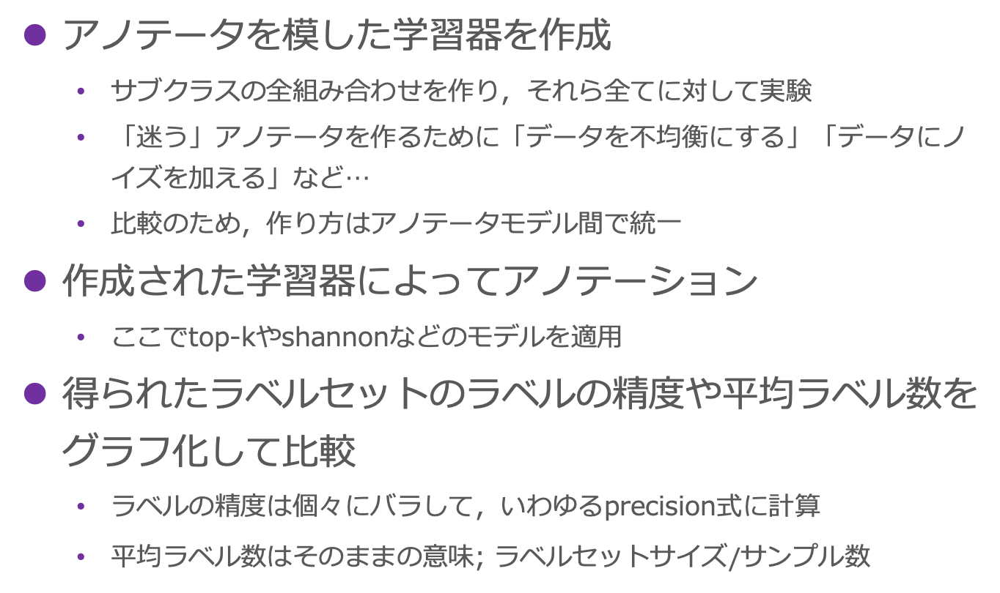 ● アノテータを模した学習器を作成
• サブクラスの全組み合わせを作り，それら全てに対して実験
• 「迷う」アノテータを作るために「データを不均衡にする」「データにノ
イズを加える」など…
• 比較のため，作り方はアノテータモデル間で統一
● 作成された学習器によってアノテーション
• ここでtop-kやshannonなどのモデルを適用
● 得られたラベルセットのラベルの精度や平均ラベル数を
グラフ化して比較
• ラベルの精度は個々にバラして，いわゆるprecision式に計算
• 平均ラベル数はそのままの意味; ラベルセットサイズ/サンプル数